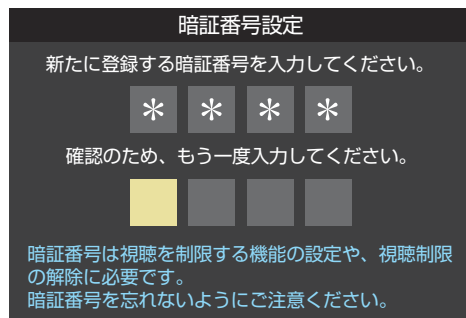 暗証番号設定
新たに登録する暗証番号を入力してください。
＊ ＊ ＊ ＊
確認のため、もう一度入力してください。
暗証番号は視聴を制限する機能の設定や、視聴制限
の解除に必要です。
暗証番号を忘れないようにご注意ください。